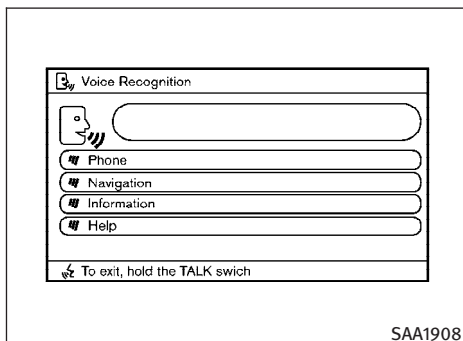 Voice Recognition
Phone
Navigation
Information
Help
To exit, hold the TALK swich
SAA1908